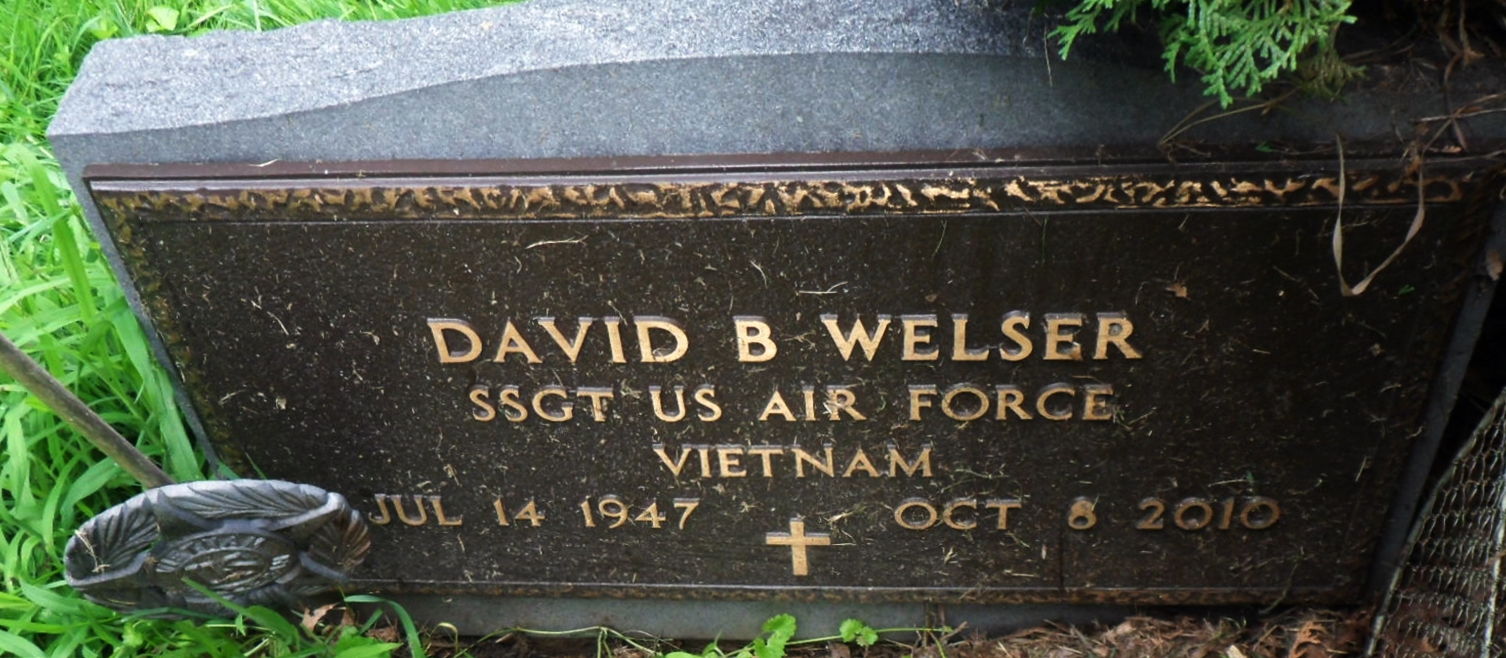 DAVID B WELSER
SSGT US AIR FORCE
VIETNAM
JUL 14 1947 OCT 8 2010